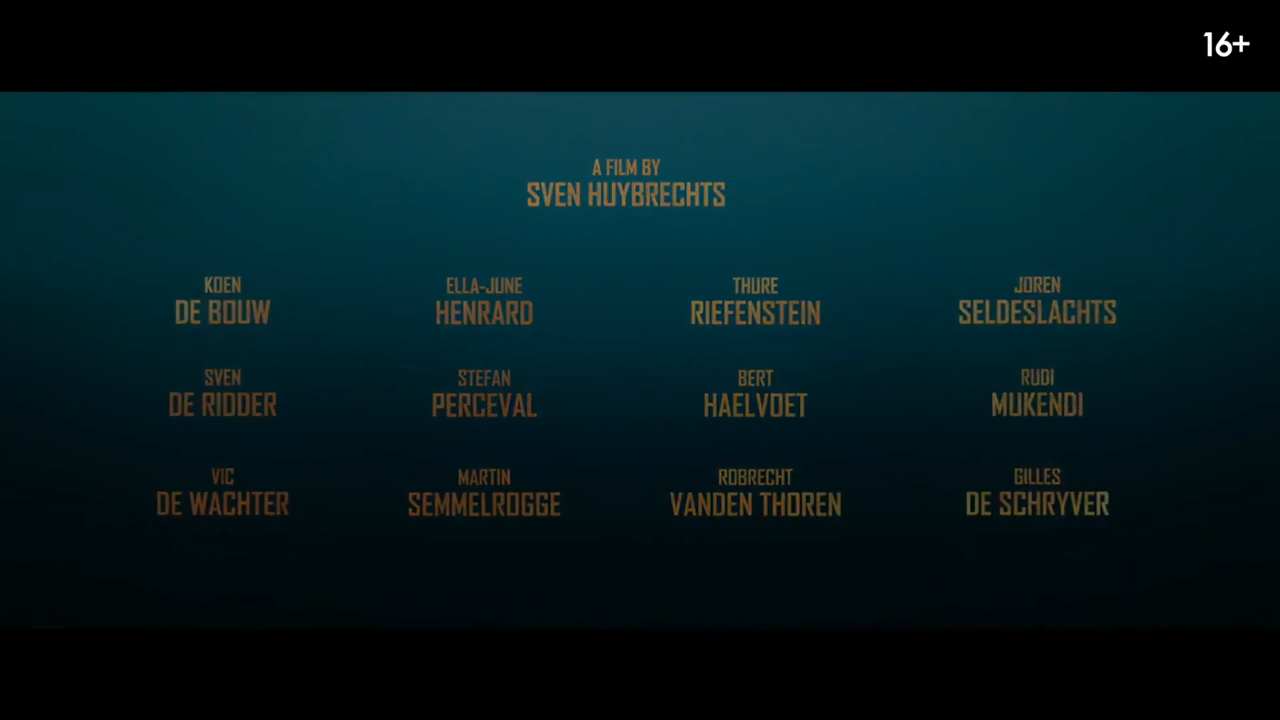 16+
A FILM BY
SVEN HUYBRECHTS
KOEN
DE BOUW
ELLA-JUNE
HENRARD
THURE
RIEFENSTEIN
JOREN
SELDESLACHTS
SVEN
DE RIDDER
STEFAN
PERCEVAL
BERT
HAELVOET
RUDI
MUKENDI
VIC
DE WACHTER
MARTIN
SEMMELROGGE
ROBRECHT
VANDEN THOREN
GILLES
DE SCHRYVER